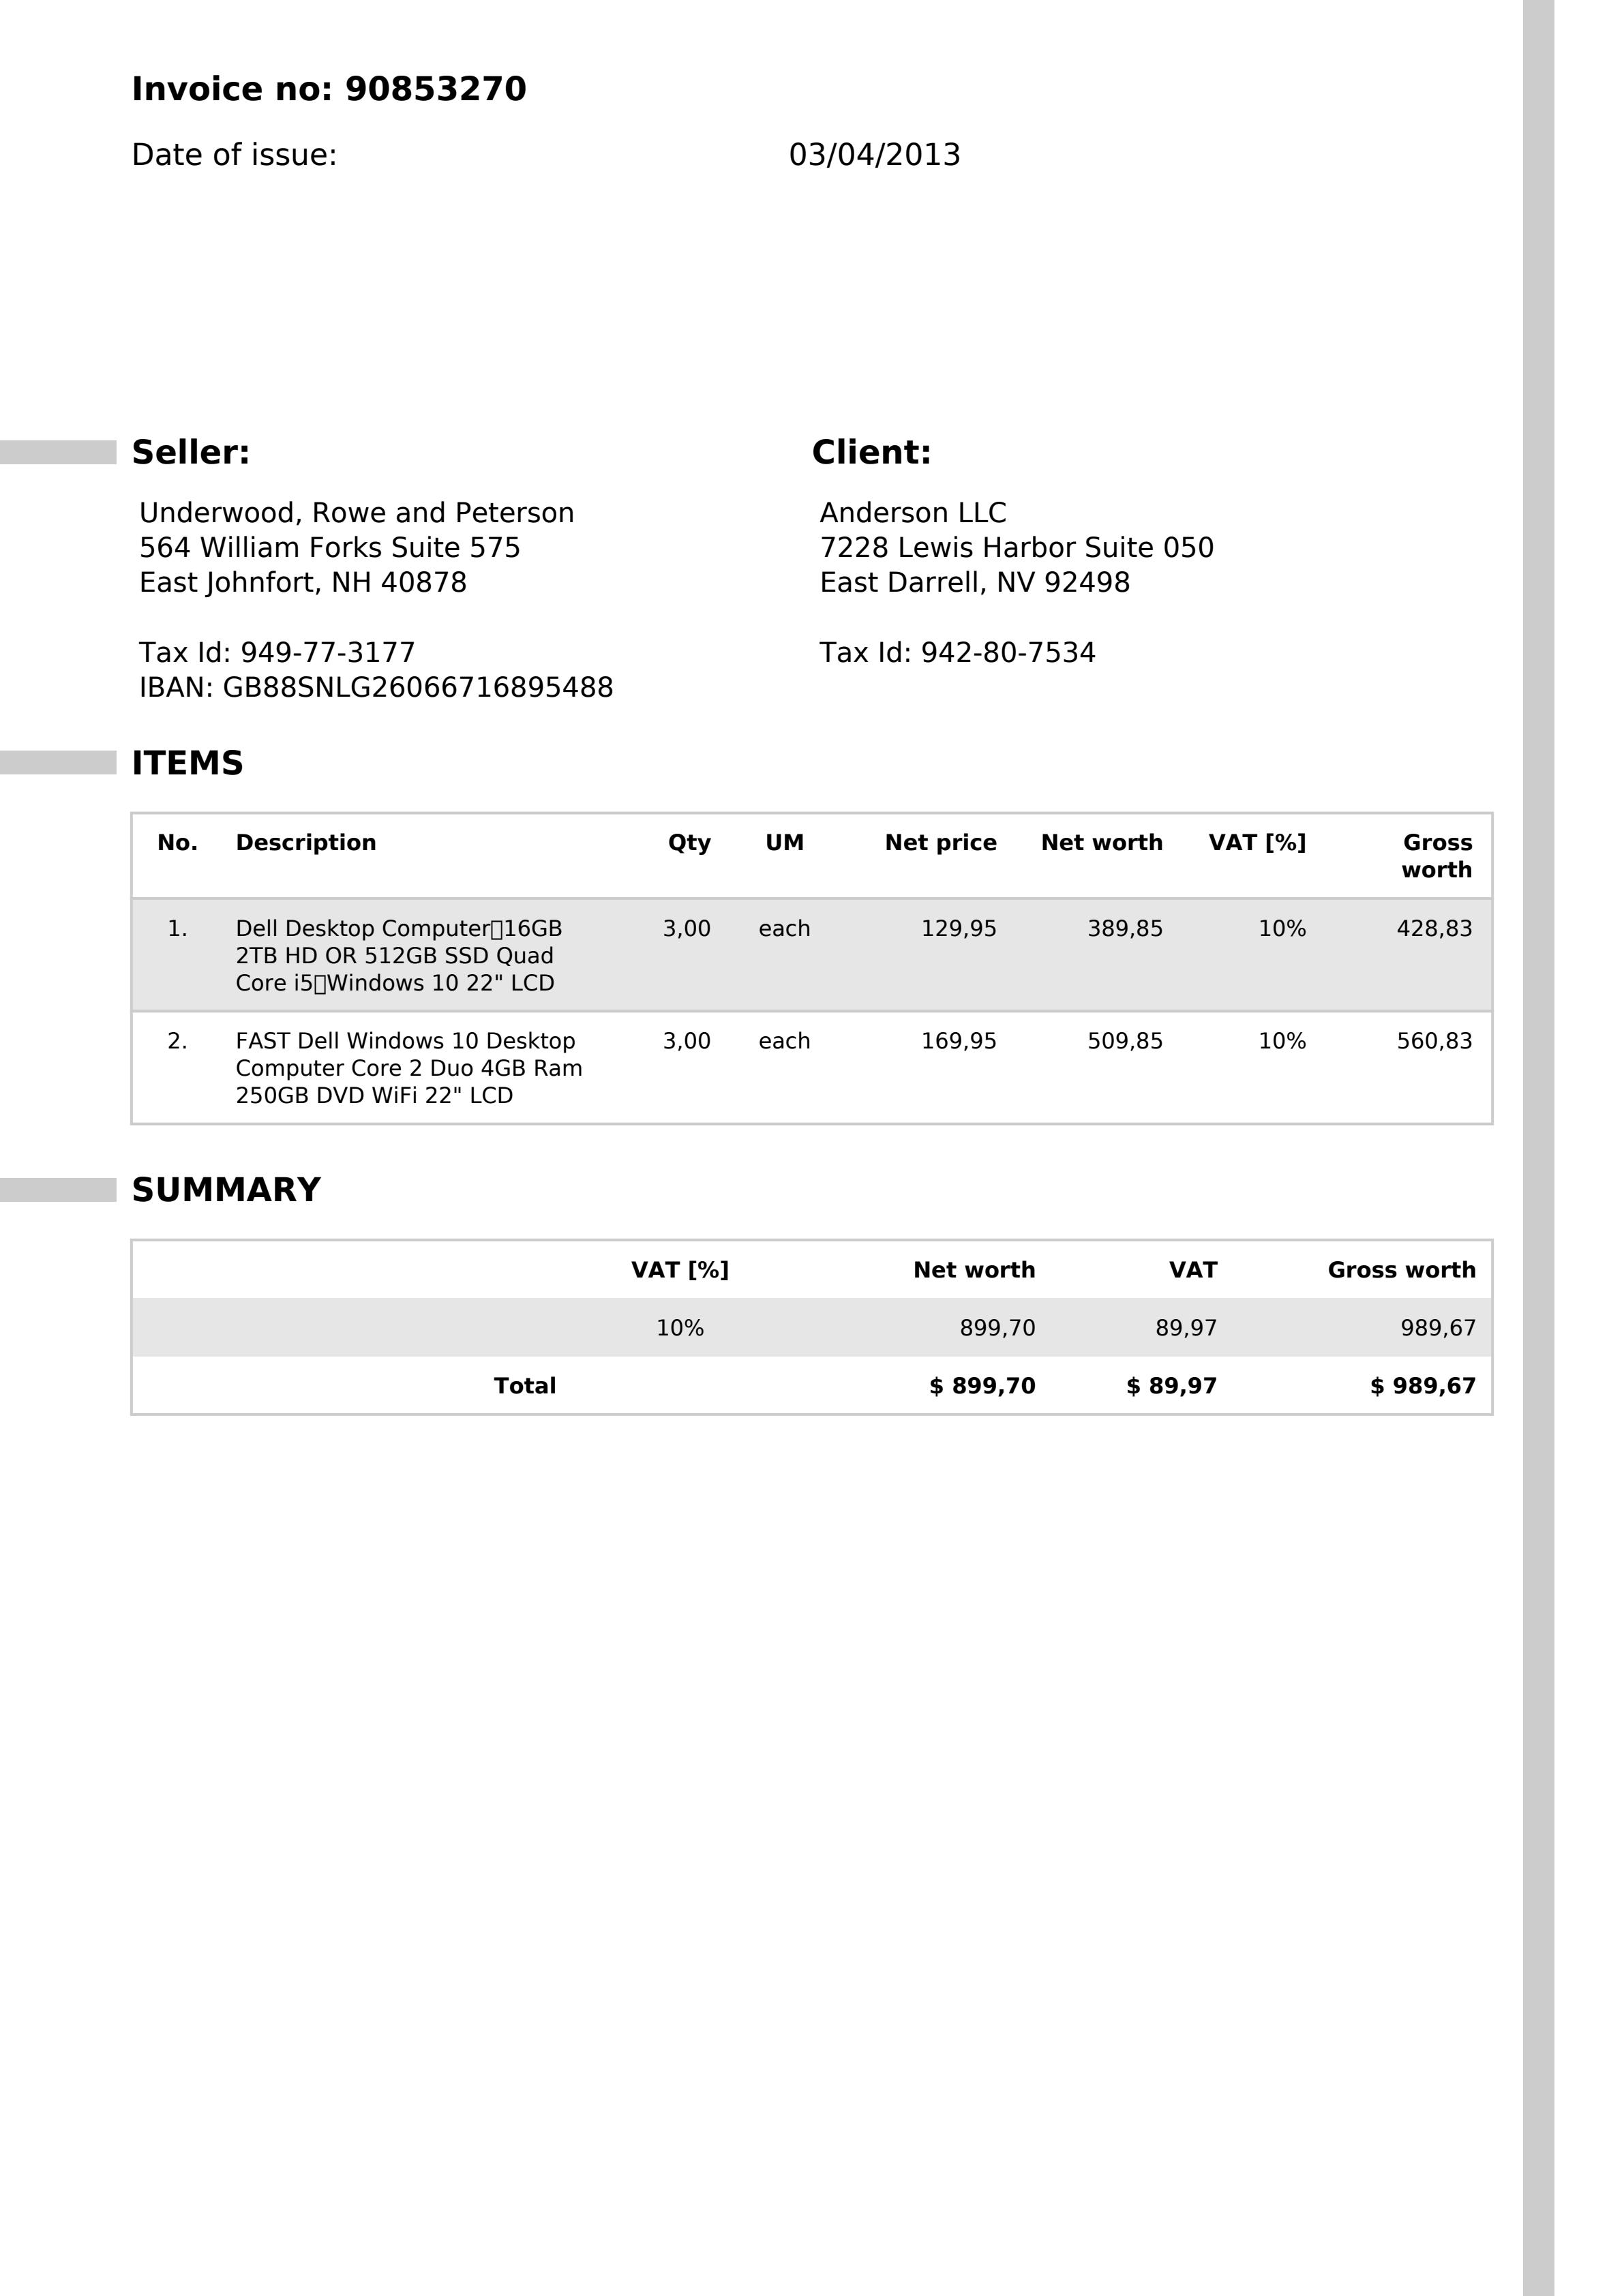 Invoice no: 90853270
Date of issue: 03/04/2013
Seller:
Underwood, Rowe and Peterson
564 William Forks Suite 575
East Johnfort, NH 40878
Tax Id: 949-77-3177
IBAN: GB88SNLG26066716895488
Client:
Anderson LLC
7228 Lewis Harbor Suite 050
East Darrell, NV 92498
Tax Id: 942-80-7534
ITEMS
No. Description Qty UM Net price Net worth VAT [%] Gross
worth
1. Dell Desktop Computer▯16GB 3,00 each 129,95 389,85 10% 428,83
2TB HD OR 512GB SSD Quad
Core i5▯Windows 10 22" LCD
2. FAST Dell Windows 10 Desktop 3,00 each 169,95 509,85 10% 560,83
Computer Core 2 Duo 4GB Ram
250GB DVD WiFi 22" LCD
SUMMARY
VAT [%] Net worth VAT Gross worth
10% 899,70 89,97 989,67
Total $ 899,70 $ 89,97 $ 989,67